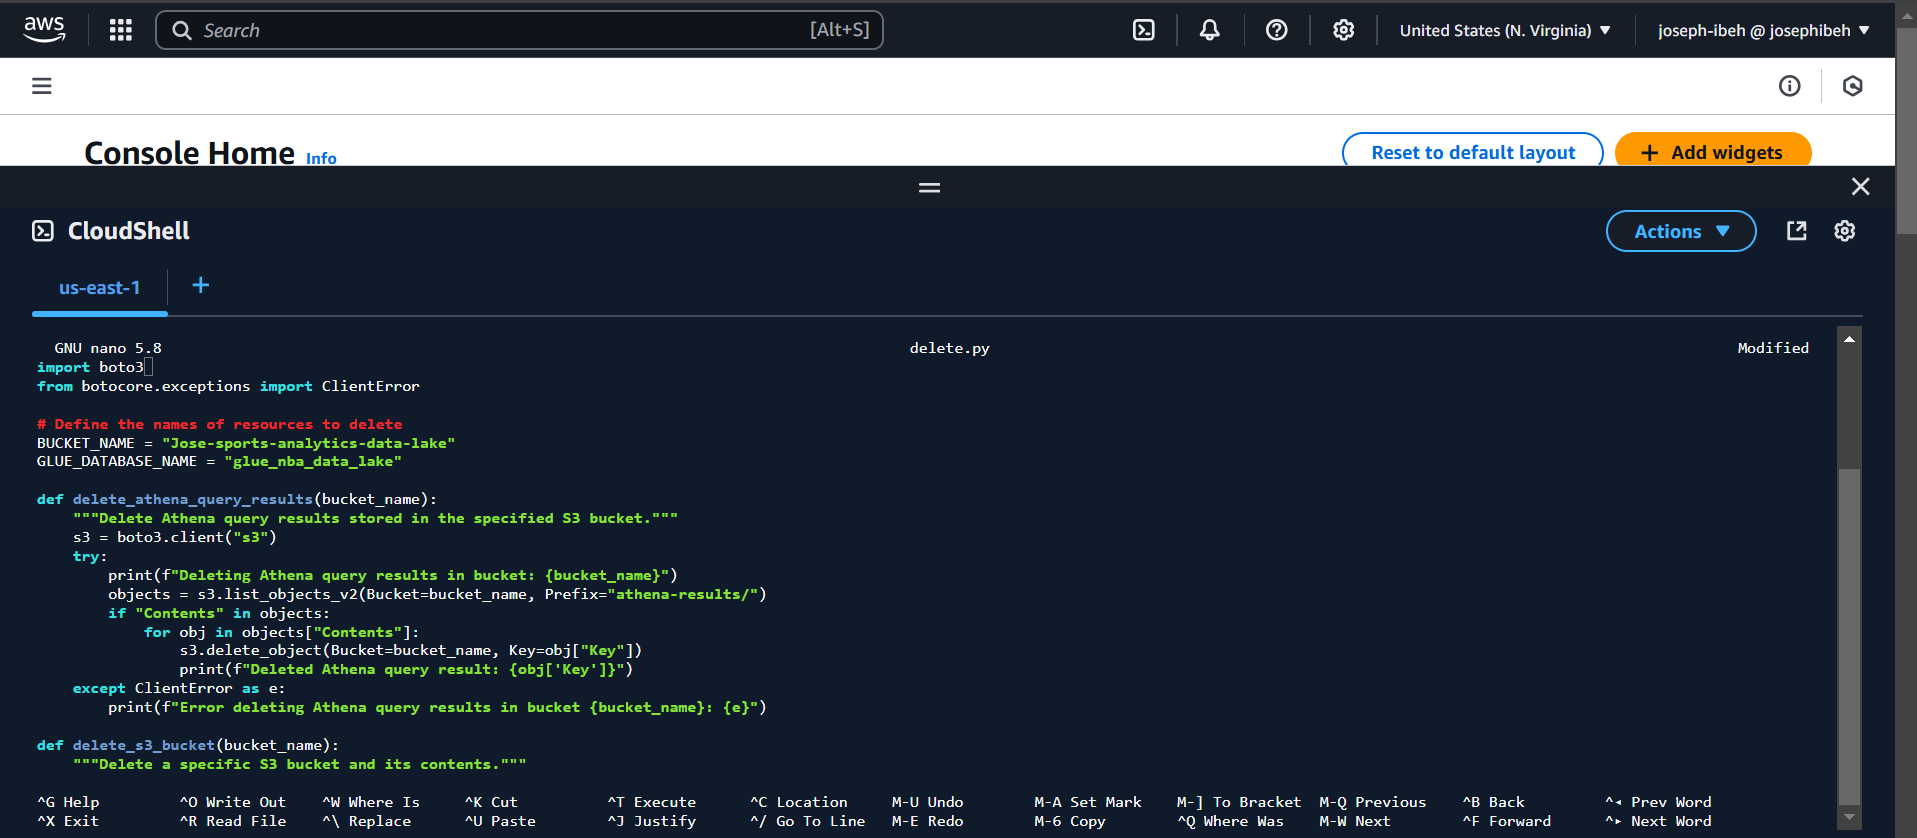 aws
Search [Alt+S]
United States (N. Virginia) ▼
joseph-ibeh @ josephibeh ▼
Console Home Info
Reset to default layout
+ Add widgets
CloudShell
Actions ▼
us-east-1 +
GNU nano 5.8 delete.py Modified
import boto3
from botocore.exceptions import ClientError
# Define the names of resources to delete
BUCKET_NAME = "Jose-sports-analytics-data-lake"
GLUE_DATABASE_NAME = "glue_nba_data_lake"
def delete_athena_query_results(bucket_name):
    """Delete Athena query results stored in the specified S3 bucket."""
    s3 = boto3.client("s3")
    try:
        print(f"Deleting Athena query results in bucket: {bucket_name}")
        objects = s3.list_objects_v2(Bucket=bucket_name, Prefix="athena-results/")
        if "Contents" in objects:
            for obj in objects["Contents"]:
                s3.delete_object(Bucket=bucket_name, Key=obj["Key"])
                print(f"Deleted Athena query result: {obj['Key']}")
    except ClientError as e:
        print(f"Error deleting Athena query results in bucket {bucket_name}: {e}")
def delete_s3_bucket(bucket_name):
    """Delete a specific S3 bucket and its contents."""
^G Help ^O Write Out ^W Where Is ^K Cut ^T Execute ^C Location M-U Undo M-A Set Mark M-] To Bracket M-Q Previous ^B Back ^◂ Prev Word
^X Exit ^R Read File ^\ Replace ^U Paste ^J Justify ^/ Go To Line M-E Redo M-6 Copy ^Q Where Was M-W Next ^F Forward ^▸ Next Word